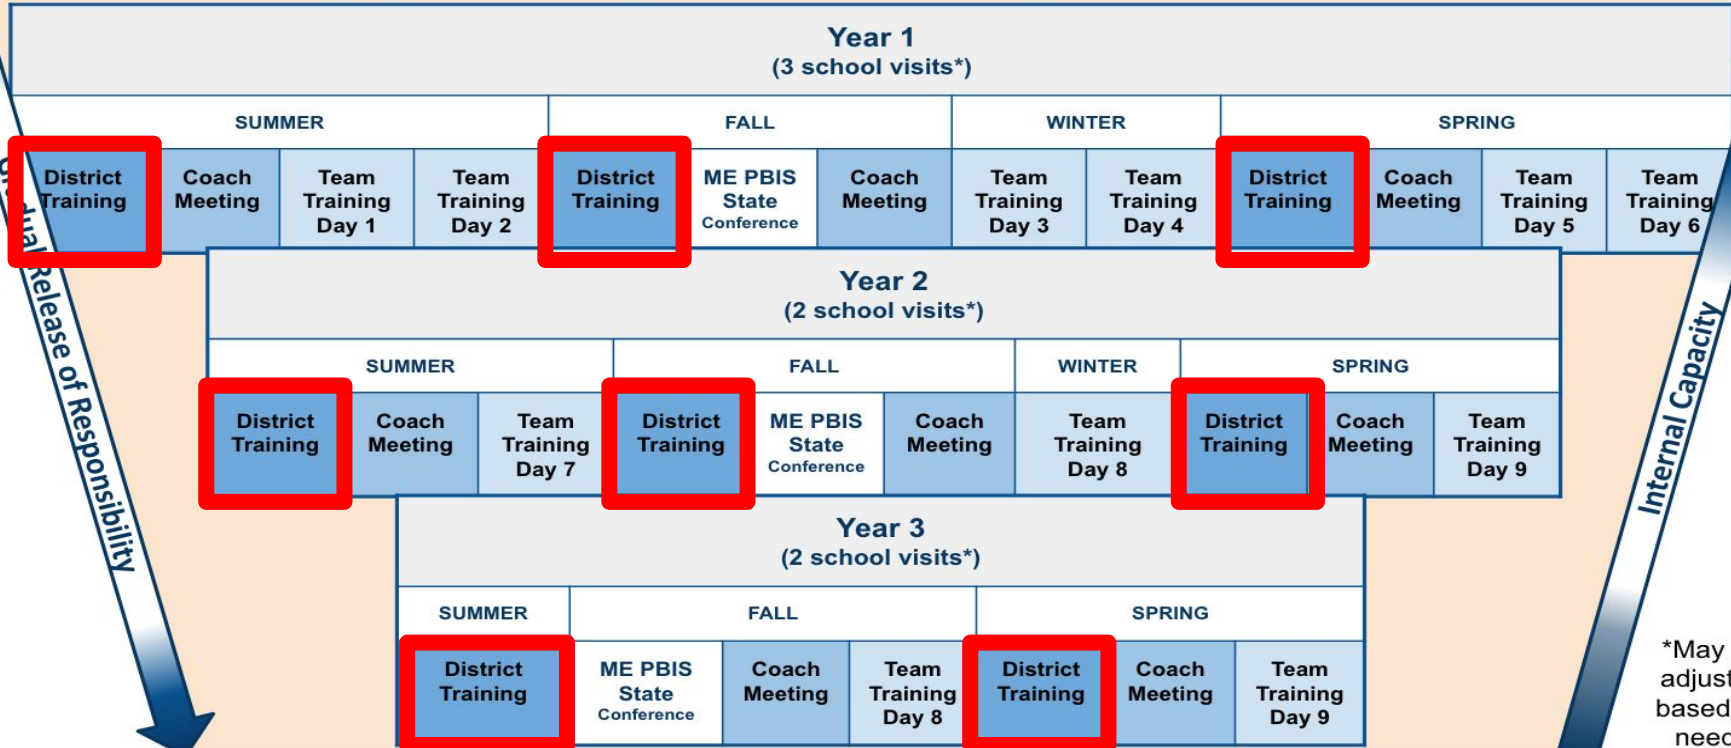 Year 1
(3 school visits*)
SUMMER FALL WINTER SPRING
District Training
Coach Meeting
Team Training Day 1
Team Training Day 2
District Training
ME PBIS State Conference
Coach Meeting
Team Training Day 3
Team Training Day 4
District Training
Coach Meeting
Team Training Day 5
Team Training Day 6
Year 2
(2 school visits*)
SUMMER FALL WINTER SPRING
District Training
Coach Meeting
Team Training Day 7
District Training
ME PBIS State Conference
Coach Meeting
Team Training Day 8
District Training
Coach Meeting
Team Training Day 9
Year 3
(2 school visits*)
SUMMER FALL SPRING
District Training
ME PBIS State Conference
Coach Meeting
Team Training Day 8
District Training
Coach Meeting
Team Training Day 9
Release of Responsibility
Internal Capacity
*May
adjust
based
need